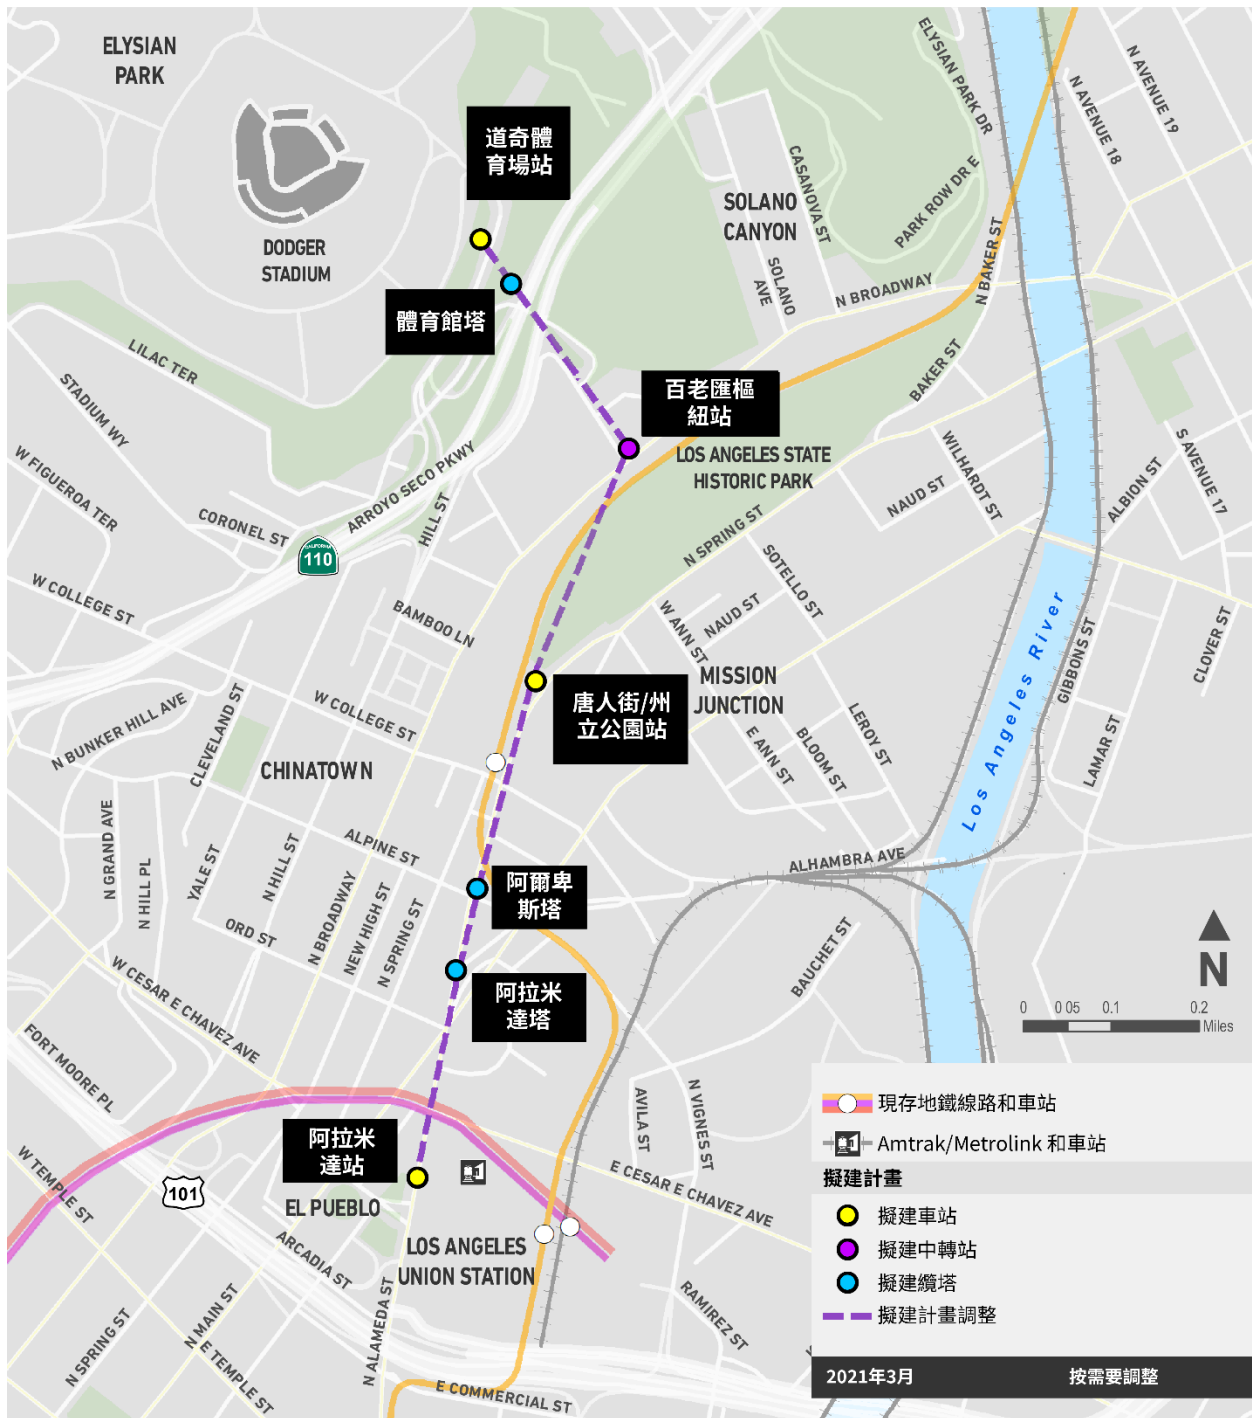 ELYSIAN
PARK
道奇體
育場站
ELYSIAN PARK DR
N AVENUE 19
N AVENUE 18
CASANOVA ST
SOLANO
CANYON
PARK ROW DR E
DODGER
STADIUM
SOLANO
AVE
N BROADWAY
N BAKER ST
體育館塔
LILAC TER
STADIUM WY
百老匯樞
紐站
BAKER ST
W FIGUEROA TER
ARROYO SECO PKWY
HILL ST
LOS ANGELES STATE
HISTORIC PARK
WILHARDT ST
NAUD ST
ALBION ST
S AVENUE 17
CORONEL ST
CALIFORNIA
110
N SPRING ST
SOTELLO ST
W COLLEGE ST
BAMBOO LN
W ANN ST
NAUD ST
Los Angeles River
GIBBONS ST
CLOVER ST
MISSION
JUNCTION
唐人街/州
立公園站
N BUNKER HILL AVE
CLEVELAND ST
W COLLEGE ST
E ANN ST
BLOOM ST
LEROY ST
LAMAR ST
CHINATOWN
N GRAND AVE
N HILL PL
YALE ST
N HILL ST
ALPINE ST
ALHAMBRA AVE
阿爾卑
斯塔
ORD ST
N BROADWAY
NEW HIGH ST
N SPRING ST
BAUCHET ST
W CESAR E CHAVEZ AVE
阿拉米
達塔
N
0 0 05 0.1 0.2
Miles
FORT MOORE PL
AVILA ST
N VIGNES ST
阿拉米
達站
W TEMPLE ST
101
EL PUEBLO
E CESAR E CHAVEZ AVE
LOS ANGELES
UNION STATION
ARCADIA ST
N SPRING ST
N MAIN ST
E TEMPLE ST
N ALAMEDA ST
RAMIREZ ST
E COMMERCIAL ST
現存地鐵線路和車站
Amtrak/Metrolink 和車站
擬建計畫
擬建車站
擬建中轉站
擬建纜塔
擬建計畫調整
2021年3月 按需要調整